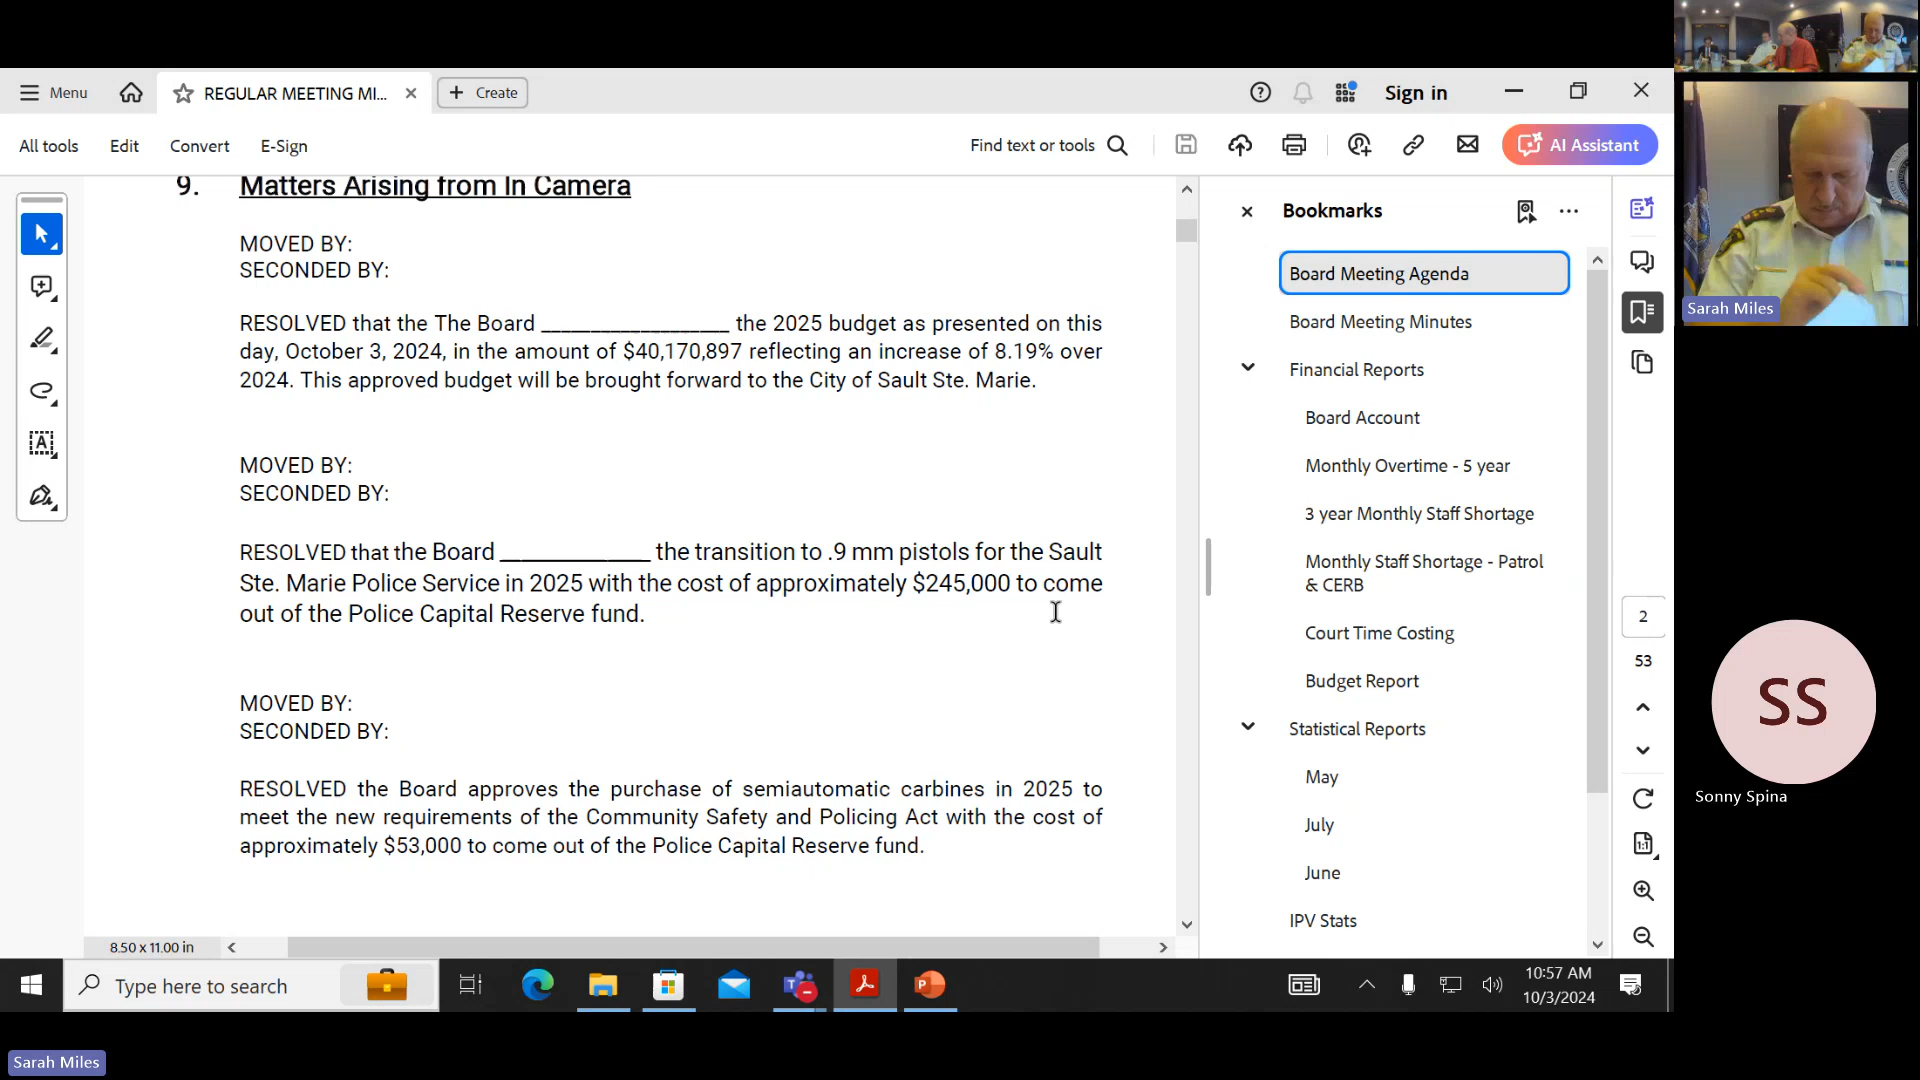 Menu
REGULAR MEETING MI...
Create
Sign in
All tools
Edit
Convert
E-Sign
Find text or tools
AI Assistant
9. Matters Arising from In Camera
MOVED BY:
SECONDED BY:
RESOLVED that the The Board ___________________ the 2025 budget as presented on this
day, October 3, 2024, in the amount of $40,170,897 reflecting an increase of 8.19% over
2024. This approved budget will be brought forward to the City of Sault Ste. Marie.
MOVED BY:
SECONDED BY:
RESOLVED that the Board _____________ the transition to .9 mm pistols for the Sault
Ste. Marie Police Service in 2025 with the cost of approximately $245,000 to come
out of the Police Capital Reserve fund.
MOVED BY:
SECONDED BY:
RESOLVED the Board approves the purchase of semiautomatic carbines in 2025 to
meet the new requirements of the Community Safety and Policing Act with the cost of
approximately $53,000 to come out of the Police Capital Reserve fund.
8.50 x 11.00 in
Bookmarks
Board Meeting Agenda
Board Meeting Minutes
Financial Reports
Board Account
Monthly Overtime - 5 year
3 year Monthly Staff Shortage
Monthly Staff Shortage - Patrol
& CERB
Court Time Costing
Budget Report
Statistical Reports
May
July
June
IPV Stats
2
53
1:1
Sarah Miles
SS
Sonny Spina
Type here to search
10:57 AM
10/3/2024
Sarah Miles